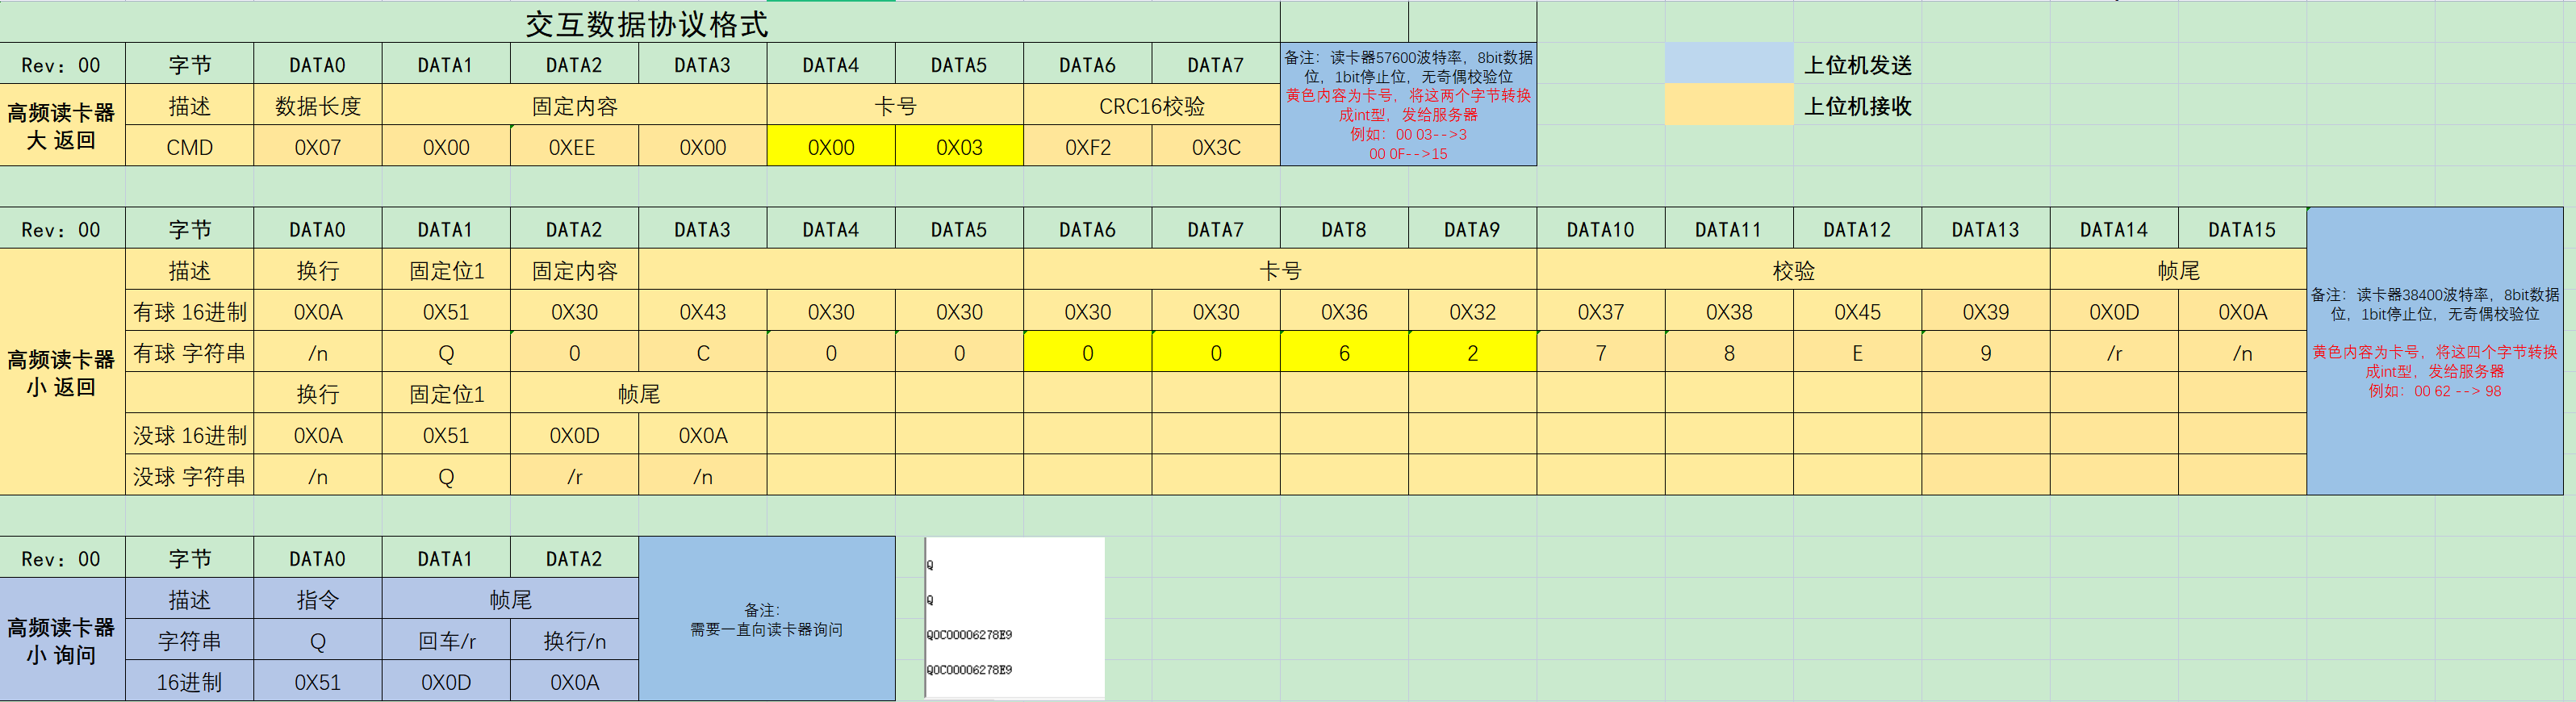 交互数据协议格式
Rev：00 字节 DATA0 DATA1 DATA2 DATA3 DATA4 DATA5 DATA6 DATA7
高频读卡器
大 返回
描述 数据长度 固定内容 卡号 CRC16校验
CMD 0X07 0X00 0XEE 0X00 0X00 0X03 0XF2 0X3C
备注：读卡器57600波特率，8bit数据
位，1bit停止位，无奇偶校验位
黄色内容为卡号，将这两个字节转换
成int型，发给服务器
例如：00 03-->3
00 0F-->15
上位机发送
上位机接收
Rev：00 字节 DATA0 DATA1 DATA2 DATA3 DATA4 DATA5 DATA6 DATA7 DAT8 DATA9 DATA10 DATA11 DATA12 DATA13 DATA14 DATA15
高频读卡器
小 返回
描述 换行 固定位1 固定内容 卡号 校验 帧尾
有球 16进制 0X0A 0X51 0X30 0X43 0X30 0X30 0X30 0X30 0X36 0X32 0X37 0X38 0X45 0X39 0X0D 0X0A
有球 字符串 /n Q 0 C 0 0 0 0 6 2 7 8 E 9 /r /n
换行 固定位1 帧尾
没球 16进制 0X0A 0X51 0X0D 0X0A
没球 字符串 /n Q /r /n
备注：读卡器38400波特率，8bit数据
位，1bit停止位，无奇偶校验位
黄色内容为卡号，将这四个字节转换
成int型，发给服务器
例如：00 62 --> 98
Rev：00 字节 DATA0 DATA1 DATA2
高频读卡器
小 询问
描述 指令 帧尾
字符串 Q 回车/r 换行/n
16进制 0X51 0X0D 0X0A
备注：
需要一直向读卡器询问
Q
Q
Q0C00006278E9
Q0C00006278E9